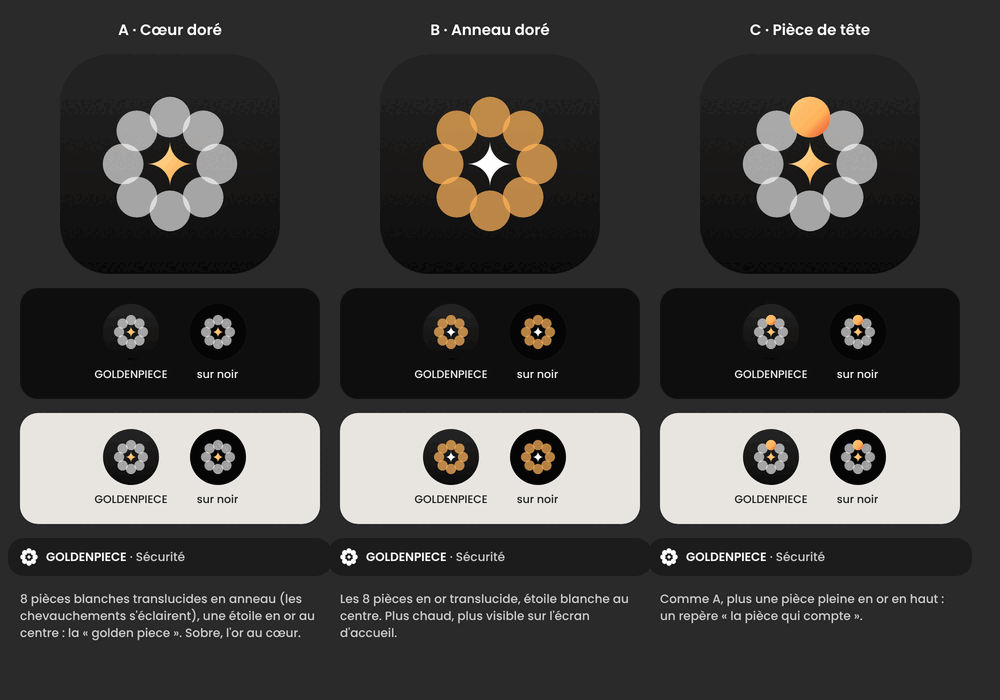 A · Cœur doré
B · Anneau doré
C · Pièce de tête
GOLDENPIECE
sur noir
GOLDENPIECE
sur noir
GOLDENPIECE
sur noir
GOLDENPIECE
sur noir
GOLDENPIECE
sur noir
GOLDENPIECE
sur noir
GOLDENPIECE · Sécurité
GOLDENPIECE · Sécurité
GOLDENPIECE · Sécurité
8 pièces blanches translucides en anneau (les
chevauchements s'éclairent), une étoile en or au
centre : la « golden piece ». Sobre, l'or au cœur.
Les 8 pièces en or translucide, étoile blanche au
centre. Plus chaud, plus visible sur l'écran
d'accueil.
Comme A, plus une pièce pleine en or en haut :
un repère « la pièce qui compte ».